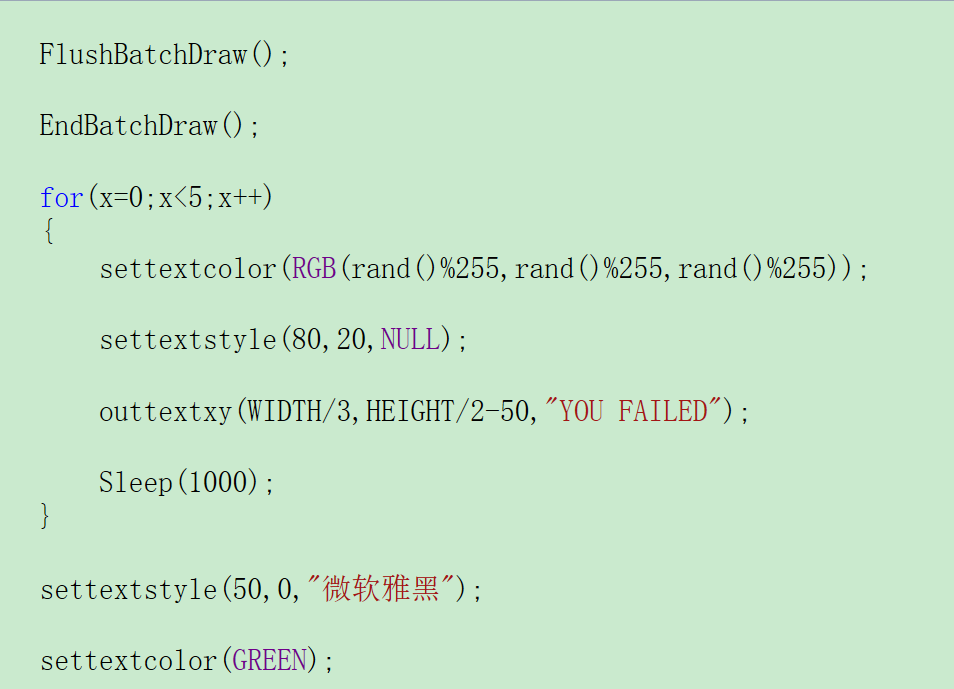 FlushBatchDraw();
EndBatchDraw();
for(x=0;x<5;x++)
{
settextcolor(RGB(rand()%255,rand()%255,rand()%255));
settextstyle(80,20,NULL);
outtextxy(WIDTH/3,HEIGHT/2-50,"YOU FAILED");
Sleep(1000);
}
settextstyle(50,0,"微软雅黑");
settextcolor(GREEN);